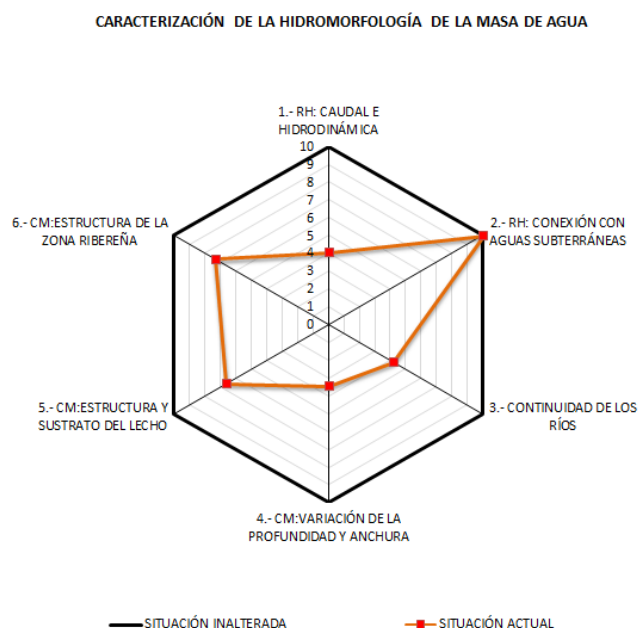 CARACTERIZACIÓN DE LA HIDROMORFOLOGÍA DE LA MASA DE AGUA
1.- RH: CAUDAL E
HIDRODINÁMICA
10
9
8
7
6
5
4
3
2
1
0
2.- RH: CONEXIÓN CON
AGUAS SUBTERRÁNEAS
3.- CONTINUIDAD DE LOS
RÍOS
4.- CM:VARIACIÓN DE LA
PROFUNDIDAD Y ANCHURA
5.- CM:ESTRUCTURA Y
SUSTRATO DEL LECHO
6.- CM:ESTRUCTURA DE LA
ZONA RIBEREÑA
SITUACIÓN INALTERADA
SITUACIÓN ACTUAL